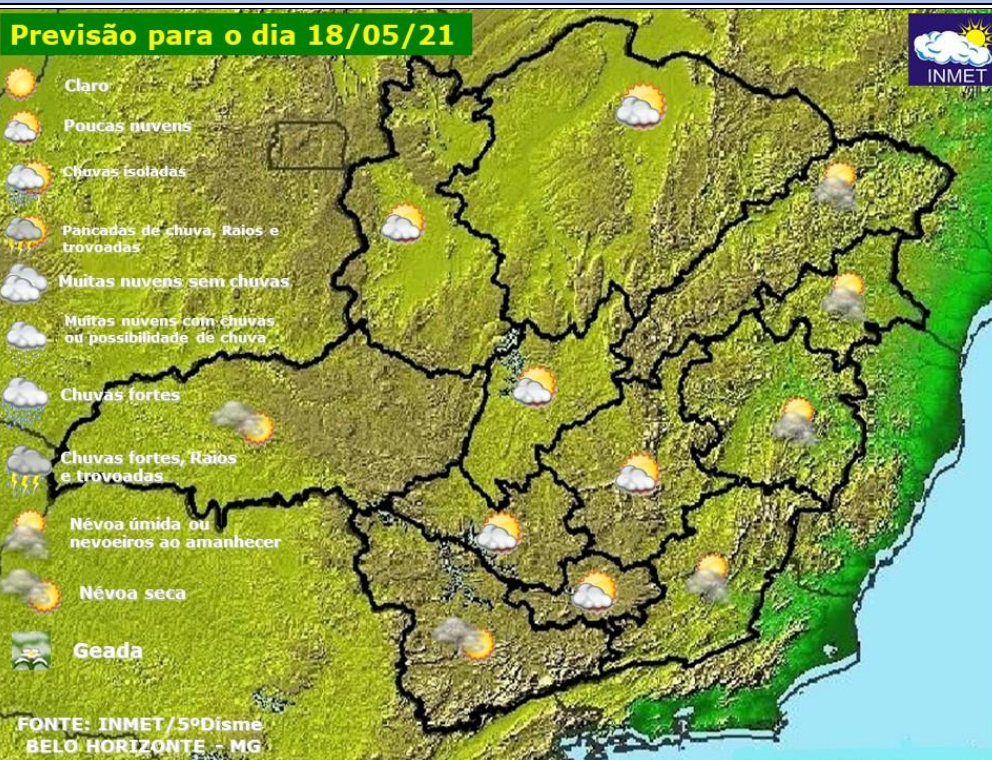 Previsão para o dia 18/05/21
INMET
Claro
Poucas nuvens
Chuvas isoladas
Pancadas de chuva, Raios e
trovoadas
Muitas nuvens sem chuvas
Muitas nuvens com chuvas
ou possibilidade de chuva
Chuvas fortes
Chuvas fortes, Raios
e trovoadas
Névoa úmida ou
nevoeiros ao amanhecer
Névoa seca
Geada
FONTE: INMET/5ºDisme
BELO HORIZONTE - MG